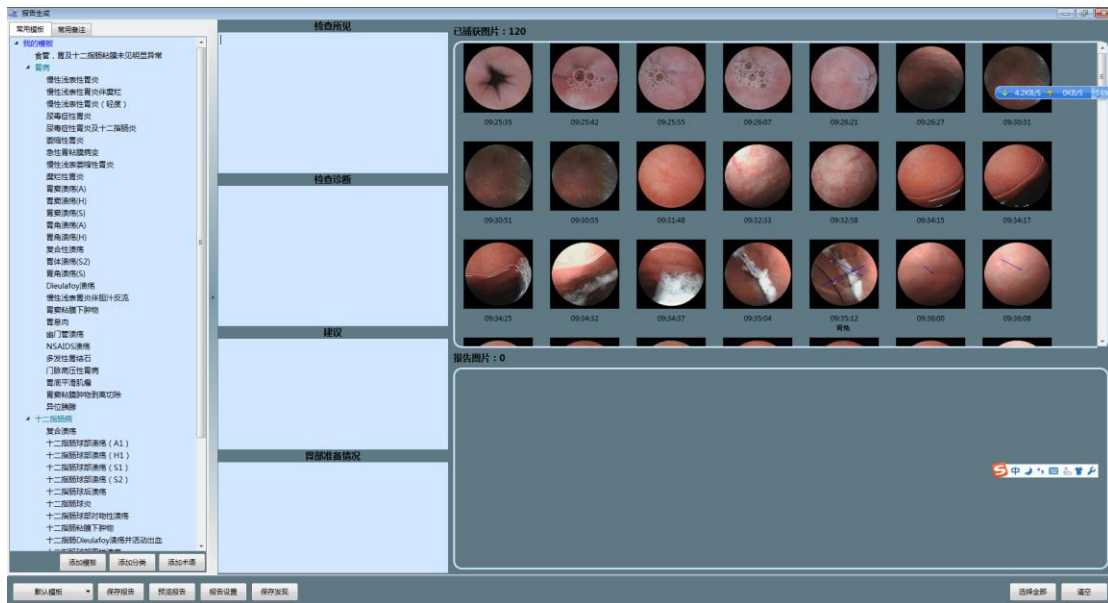 报告生成
常用模板 常用备注
我的模板
食管，胃及十二指肠粘膜未见明显异常
胃病
慢性浅表性胃炎
慢性浅表性胃炎伴糜烂
慢性浅表性胃炎（轻度）
尿毒症性胃炎
尿毒症性胃炎及十二指肠炎
萎缩性胃炎
急性胃粘膜病变
慢性浅表萎缩性胃炎
糜烂性胃炎
胃窦溃疡(A)
胃窦溃疡(H)
胃窦溃疡(S)
胃角溃疡(A)
胃角溃疡(H)
复合性溃疡
胃体溃疡(S2)
胃角溃疡(S)
Dieulafoy溃疡
慢性浅表胃炎伴胆汁反流
胃窦粘膜下肿物
胃息肉
幽门管溃疡
NSAIDS溃疡
多发性胃结石
门脉高压性胃病
胃底平滑肌瘤
胃窦粘膜肿物剥离切除
异位胰腺
十二指肠病
复合溃疡
十二指肠球部溃疡（A1）
十二指肠球部溃疡（H1）
十二指肠球部溃疡（S1）
十二指肠球部溃疡（S2）
十二指肠球后溃疡
十二指肠球炎
十二指肠球部对吻性溃疡
十二指肠粘膜下肿物
十二指肠Dieulafoy溃疡并活动出血
添加模板 添加分类 添加术语
检查所见
检查诊断
建议
胃部准备情况
已捕获图片：120
09:25:35 09:25:42 09:25:55 09:26:07 09:26:21 09:26:27 09:30:31
4.2KB/S 0KB/S
09:30:51 09:30:55 09:31:48 09:32:33 09:32:58 09:34:15 09:34:17
09:34:25 09:34:32 09:34:37 09:35:04 09:35:12 09:36:00 09:36:08
胃角
报告图片：0
中
默认模板 保存报告 预览报告 报告设置 保存发现 选择全部 清空